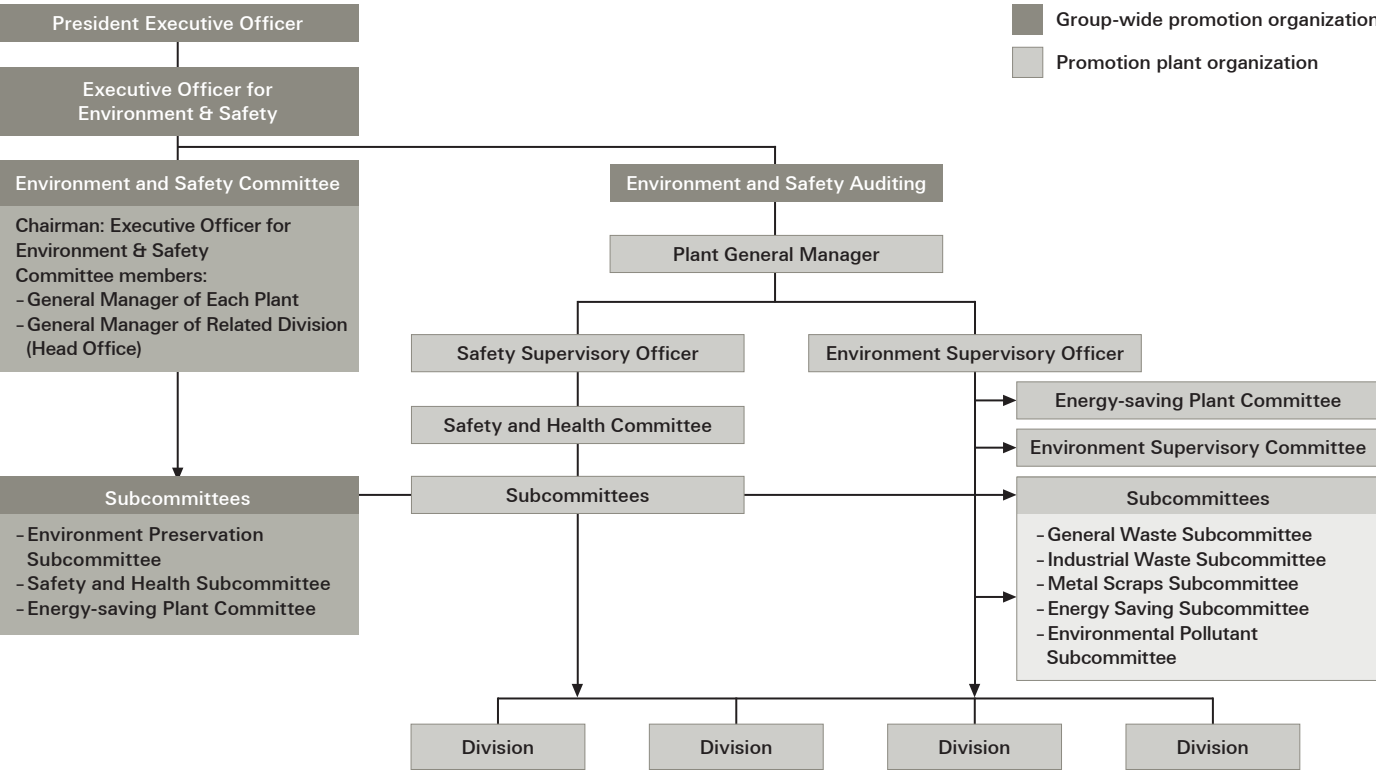 President Executive Officer
Group-wide promotion organization
Promotion plant organization
Executive Officer for
Environment & Safety
Environment and Safety Committee
Chairman: Executive Officer for
Environment & Safety
Committee members:
- General Manager of Each Plant
- General Manager of Related Division
(Head Office)
Environment and Safety Auditing
Plant General Manager
Safety Supervisory Officer
Environment Supervisory Officer
Safety and Health Committee
Energy-saving Plant Committee
Environment Supervisory Committee
Subcommittees
- Environment Preservation
Subcommittee
- Safety and Health Subcommittee
- Energy-saving Plant Committee
Subcommittees
Subcommittees
- General Waste Subcommittee
- Industrial Waste Subcommittee
- Metal Scraps Subcommittee
- Energy Saving Subcommittee
- Environmental Pollutant
Subcommittee
Division
Division
Division
Division